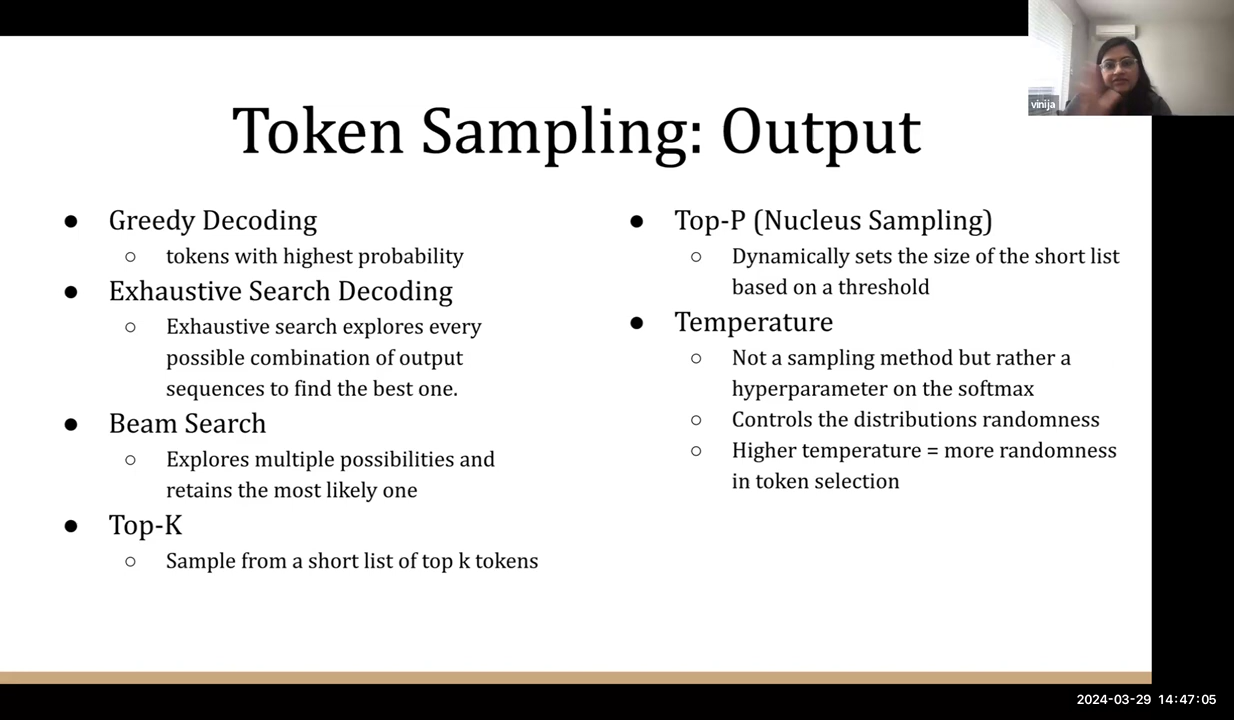 Token Sampling: Output
● Greedy Decoding
○ tokens with highest probability
● Exhaustive Search Decoding
○ Exhaustive search explores every
possible combination of output
sequences to find the best one.
● Beam Search
○ Explores multiple possibilities and
retains the most likely one
● Top-K
○ Sample from a short list of top k tokens
● Top-P (Nucleus Sampling)
○ Dynamically sets the size of the short list
based on a threshold
● Temperature
○ Not a sampling method but rather a
hyperparameter on the softmax
○ Controls the distributions randomness
○ Higher temperature = more randomness
in token selection
vinija
2024-03-29 14:47:05